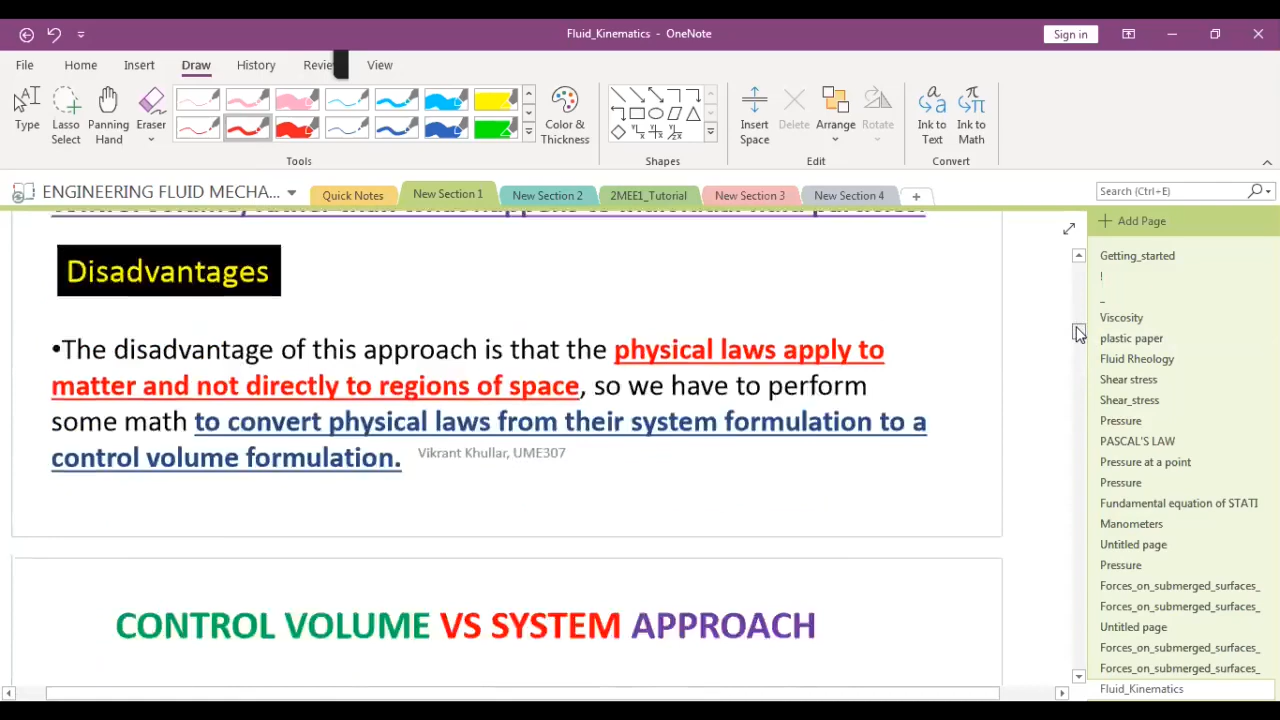 Fluid_Kinematics - OneNote
Sign in
File Home Insert Draw History Revie View
Type
Lasso Select
Panning Hand
Eraser
Color & Thickness
Insert Space
Delete
Arrange
Rotate
Ink to Text
Ink to Math
Tools
Shapes
Edit
Convert
ENGINEERING FLUID MECHA...
Quick Notes
New Section 1
New Section 2
2MEE1_Tutorial
New Section 3
New Section 4
Search (Ctrl+E)
Disadvantages
•The disadvantage of this approach is that the physical laws apply to
matter and not directly to regions of space, so we have to perform
some math to convert physical laws from their system formulation to a
control volume formulation.
Vikrant Khullar, UME307
CONTROL VOLUME VS SYSTEM APPROACH
Add Page
Getting_started
!
_
Viscosity
plastic paper
Fluid Rheology
Shear stress
Shear_stress
Pressure
PASCAL'S LAW
Pressure at a point
Pressure
Fundamental equation of STATI
Manometers
Untitled page
Pressure
Forces_on_submerged_surfaces_
Forces_on_submerged_surfaces_
Untitled page
Forces_on_submerged_surfaces_
Forces_on_submerged_surfaces_
Fluid_Kinematics